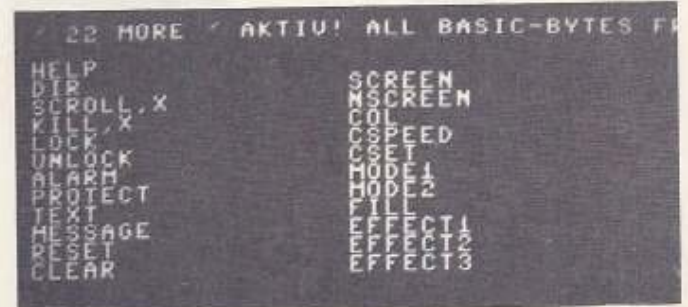 22 MORE ´ AKTIV! ALL BASIC-BYTES
HELP
DIR
SCROLL,X
KILL,X
LOCK
UNLOCK
ALARM
PROTECT
TEXT
MESSAGE
RESET
CLEAR
SCREEN
NSCREEN
COL
CSPEED
CSET
MODE1
MODE2
FILL
EFFECT1
EFFECT2
EFFECT3